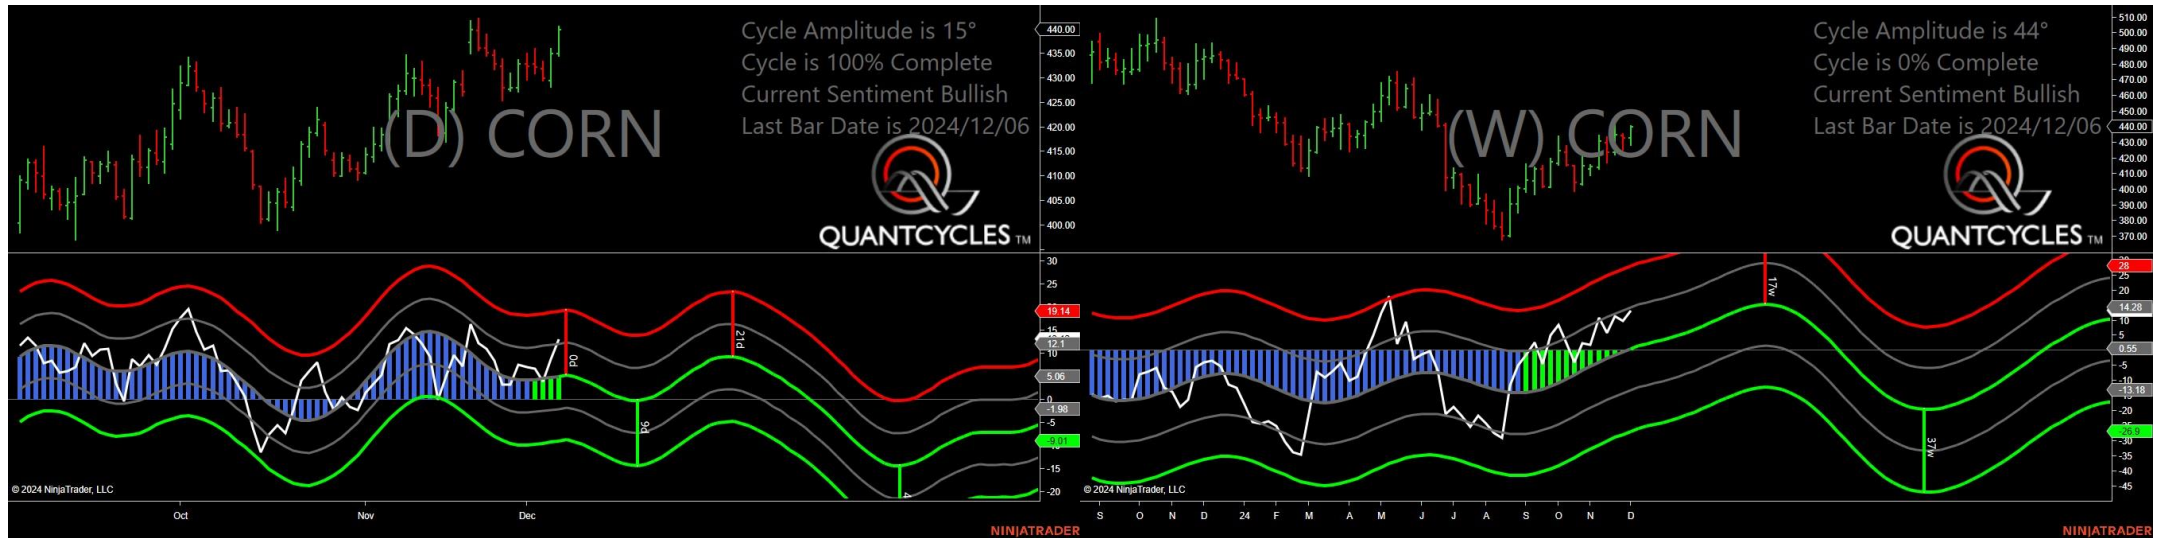 Cycle Amplitude is 15°
Cycle is 100% Complete
Current Sentiment Bullish
Last Bar Date is 2024/12/06
(D) CORN
QUANTCYCLES TM
440.00
435.00
430.00
425.00
420.00
415.00
410.00
405.00
400.00
30
25
19.14
15
12.1
10
5.06
0
-1.98
-5
-9.01
-15
-20
0d
9d
21d
4
© 2024 NinjaTrader, LLC
Oct
Nov
Dec
NINJATRADER
Cycle Amplitude is 44°
Cycle is 0% Complete
Current Sentiment Bullish
Last Bar Date is 2024/12/06
(W) CORN
QUANTCYCLES TM
510.00
500.00
490.00
480.00
470.00
460.00
450.00
440.00
430.00
420.00
410.00
400.00
390.00
380.00
370.00
28
25
20
14.28
10
5
0.55
-5
-10
-13.18
-20
-26.9
-30
-35
-40
-45
17w
37w
© 2024 NinjaTrader, LLC
S
O
N
D
24
F
M
A
M
J
J
A
S
O
N
D
NINJATRADER